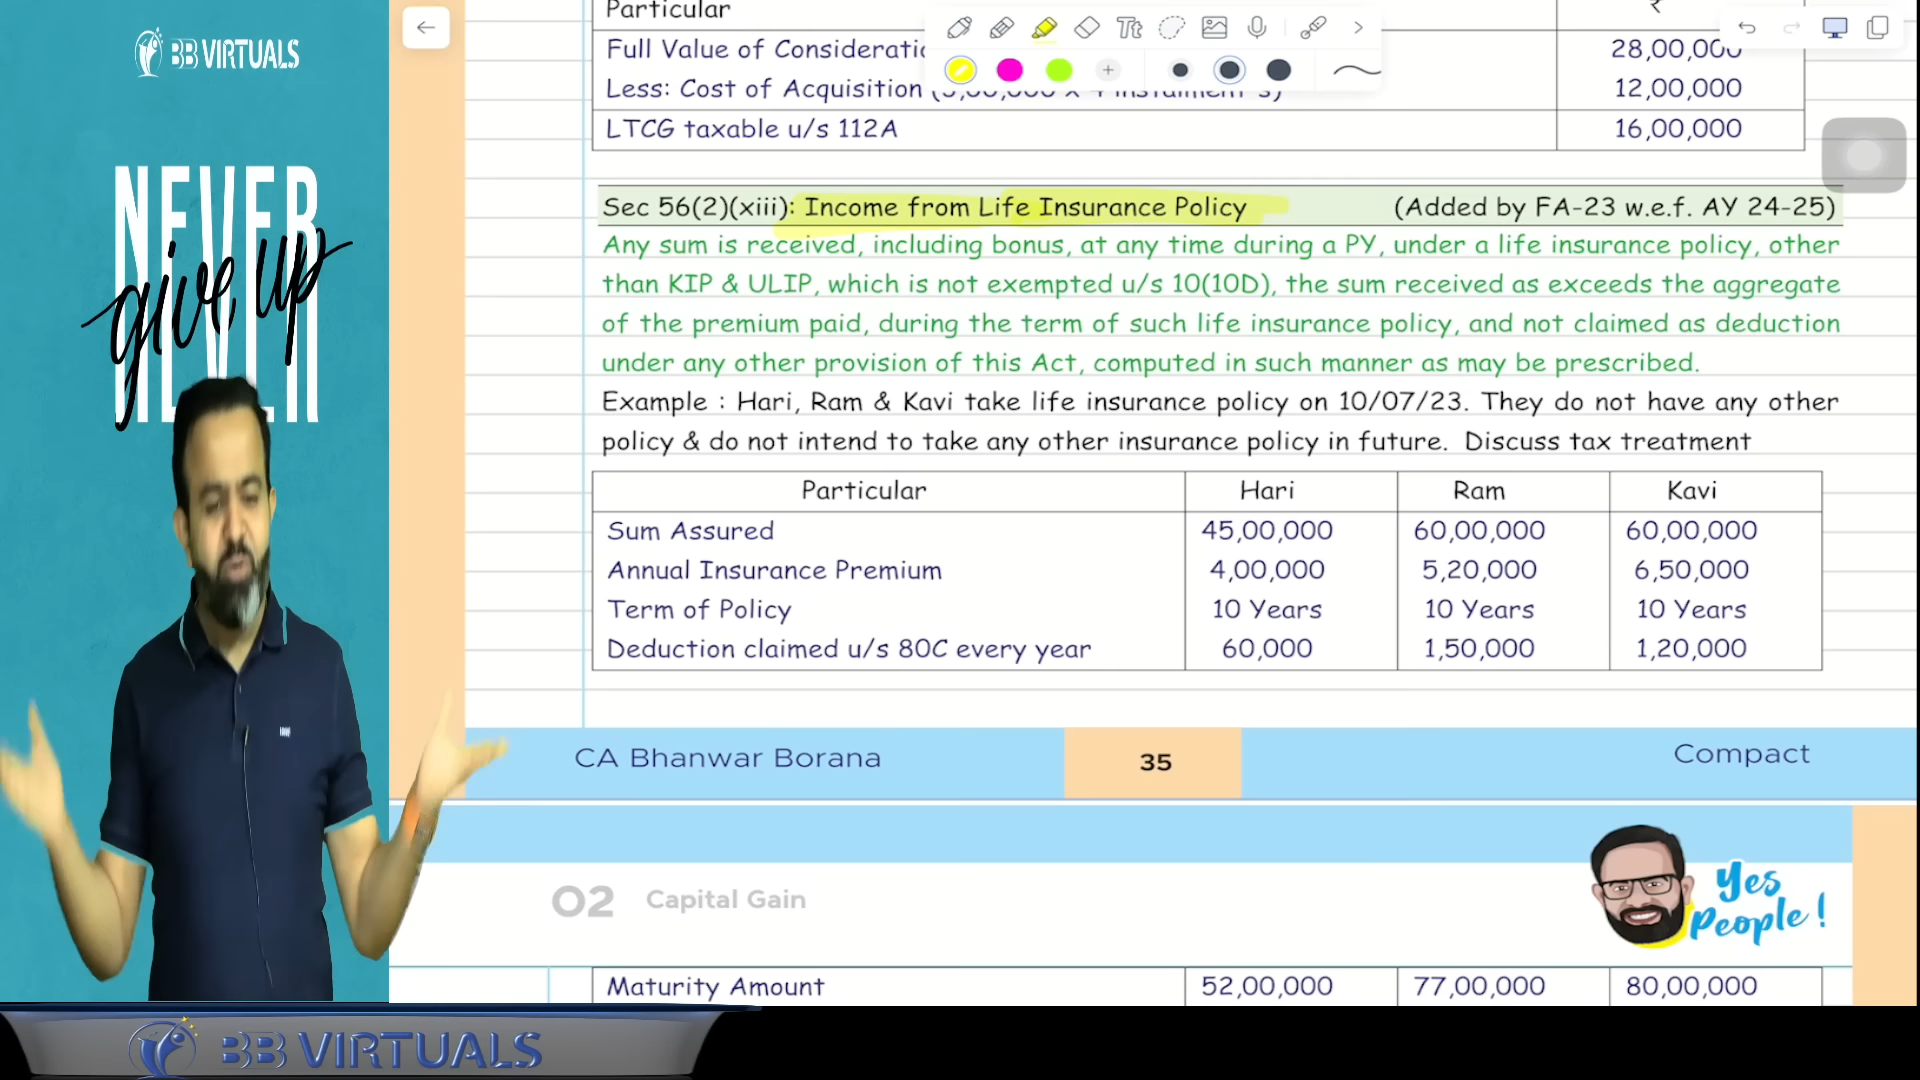 BB VIRTUALS
NEVER
give up
NEVER
Particular ₹
Full Value of Consideratio 28,00,000
Less: Cost of Acquisition (3,00,000 x 4 instalment's) 12,00,000
LTCG taxable u/s 112A 16,00,000
Sec 56(2)(xiii): Income from Life Insurance Policy (Added by FA-23 w.e.f. AY 24-25)
Any sum is received, including bonus, at any time during a PY, under a life insurance policy, other
than KIP & ULIP, which is not exempted u/s 10(10D), the sum received as exceeds the aggregate
of the premium paid, during the term of such life insurance policy, and not claimed as deduction
under any other provision of this Act, computed in such manner as may be prescribed.
Example : Hari, Ram & Kavi take life insurance policy on 10/07/23. They do not have any other
policy & do not intend to take any other insurance policy in future. Discuss tax treatment
Particular Hari Ram Kavi
Sum Assured 45,00,000 60,00,000 60,00,000
Annual Insurance Premium 4,00,000 5,20,000 6,50,000
Term of Policy 10 Years 10 Years 10 Years
Deduction claimed u/s 80C every year 60,000 1,50,000 1,20,000
CA Bhanwar Borana 35 Compact
02 Capital Gain
Yes
People !
Maturity Amount 52,00,000 77,00,000 80,00,000
BB VIRTUALS